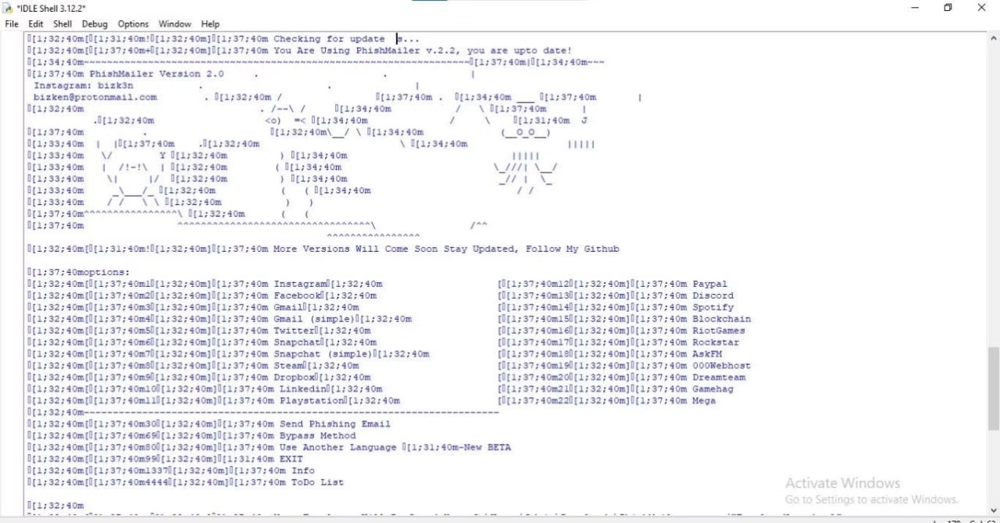 *IDLE Shell 3.12.2*
File Edit Shell Debug Options Window Help
[1;32;40m[[1;31;40m![1;32;40m][1;37;40m Checking for update s...
[1;32;40m[[1;37;40m+[1;32;40m][1;37;40m You Are Using PhishMailer v.2.2, you are upto date!
[1;34;40m~~~~~~~~~~~~~~~~~~~~~~~~~~~~~~~~~~~~~~~~~~~~~~~~~~~~~~~~~~~~~~~~~~~~[1;37;40m|[1;34;40m~~~
[1;37;40m PhishMailer Version 2.0 . . |
Instagram: bizk3n . . |
bizken@protonmail.com . [1;32;40m / [1;37;40m . [1;34;40m ___ [1;37;40m |
[1;32;40m . /--\ / [1;34;40m / \ [1;37;40m |
.[1;32;40m <o) =< [1;34;40m / \ [1;31;40m J
[1;37;40m . [1;32;40m\__/ \ [1;34;40m (__O_O__)
[1;33;40m | |[1;37;40m .[1;32;40m \ [1;34;40m |||||
[1;33;40m \/ Y [1;32;40m ) [1;34;40m |||||
[1;33;40m | /!-!\ | [1;32;40m ( [1;34;40m \_///| \__/
[1;33;40m \| |/ [1;32;40m ) [1;34;40m _// | \_
[1;33;40m _\___/_ [1;32;40m ( ( [1;34;40m / /
[1;33;40m / / \ \ [1;32;40m ) )
[1;37;40m^^^^^^^^^^^^^^^^\ [1;32;40m ( (
[1;37;40m ^^^^^^^^^^^^^^^^^^^^^^^^^^^^^^^^^^\ /^^
^^^^^^^^^^^^^^^^
[1;32;40m[[1;31;40m![1;32;40m][1;37;40m More Versions Will Come Soon Stay Updated, Follow My Github
[1;37;40moptions:
[1;32;40m[[1;37;40m1[1;32;40m][1;37;40m Instagram[1;32;40m [[1;37;40m12[1;32;40m][1;37;40m Paypal
[1;32;40m[[1;37;40m2[1;32;40m][1;37;40m Facebook[1;32;40m [[1;37;40m13[1;32;40m][1;37;40m Discord
[1;32;40m[[1;37;40m3[1;32;40m][1;37;40m Gmail[1;32;40m [[1;37;40m14[1;32;40m][1;37;40m Spotify
[1;32;40m[[1;37;40m4[1;32;40m][1;37;40m Gmail (simple)[1;32;40m [[1;37;40m15[1;32;40m][1;37;40m Blockchain
[1;32;40m[[1;37;40m5[1;32;40m][1;37;40m Twitter[1;32;40m [[1;37;40m16[1;32;40m][1;37;40m RiotGames
[1;32;40m[[1;37;40m6[1;32;40m][1;37;40m Snapchat[1;32;40m [[1;37;40m17[1;32;40m][1;37;40m Rockstar
[1;32;40m[[1;37;40m7[1;32;40m][1;37;40m Snapchat (simple)[1;32;40m [[1;37;40m18[1;32;40m][1;37;40m AskFM
[1;32;40m[[1;37;40m8[1;32;40m][1;37;40m Steam[1;32;40m [[1;37;40m19[1;32;40m][1;37;40m 000Webhost
[1;32;40m[[1;37;40m9[1;32;40m][1;37;40m Dropbox[1;32;40m [[1;37;40m20[1;32;40m][1;37;40m Dreamteam
[1;32;40m[[1;37;40m10[1;32;40m][1;37;40m Linkedin[1;32;40m [[1;37;40m21[1;32;40m][1;37;40m Gamehag
[1;32;40m[[1;37;40m11[1;32;40m][1;37;40m Playstation[1;32;40m [[1;37;40m22[1;32;40m][1;37;40m Mega
[1;32;40m-------------------------------------------------------------------------
[1;32;40m[[1;37;40m30[1;32;40m][1;37;40m Send Phishing Email
[1;32;40m[[1;37;40m69[1;32;40m][1;37;40m Bypass Method
[1;32;40m[[1;37;40m80[1;32;40m][1;37;40m Use Another Language [1;31;40m-New BETA
[1;32;40m[[1;37;40m99[1;32;40m][1;31;40m EXIT
[1;32;40m[[1;37;40m1337[1;32;40m][1;37;40m Info
[1;32;40m[[1;37;40m4444[1;32;40m][1;37;40m ToDo List
[1;32;40m
Activate Windows
Go to Settings to activate Windows.